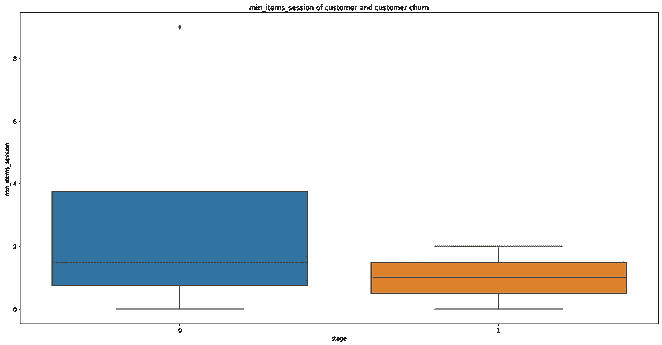 min_items_session of customer and customer churn
8
6
4
2
0
min_items_session
0
1
stage